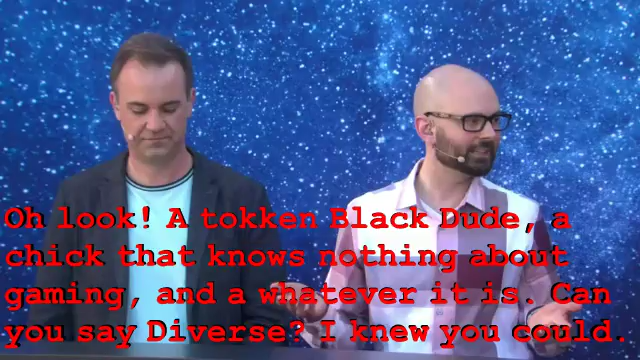 Oh look! A tokken Black Dude, a
chick that knows nothing about
gaming, and a whatever it is. Can
you say Diverse? I knew you could.